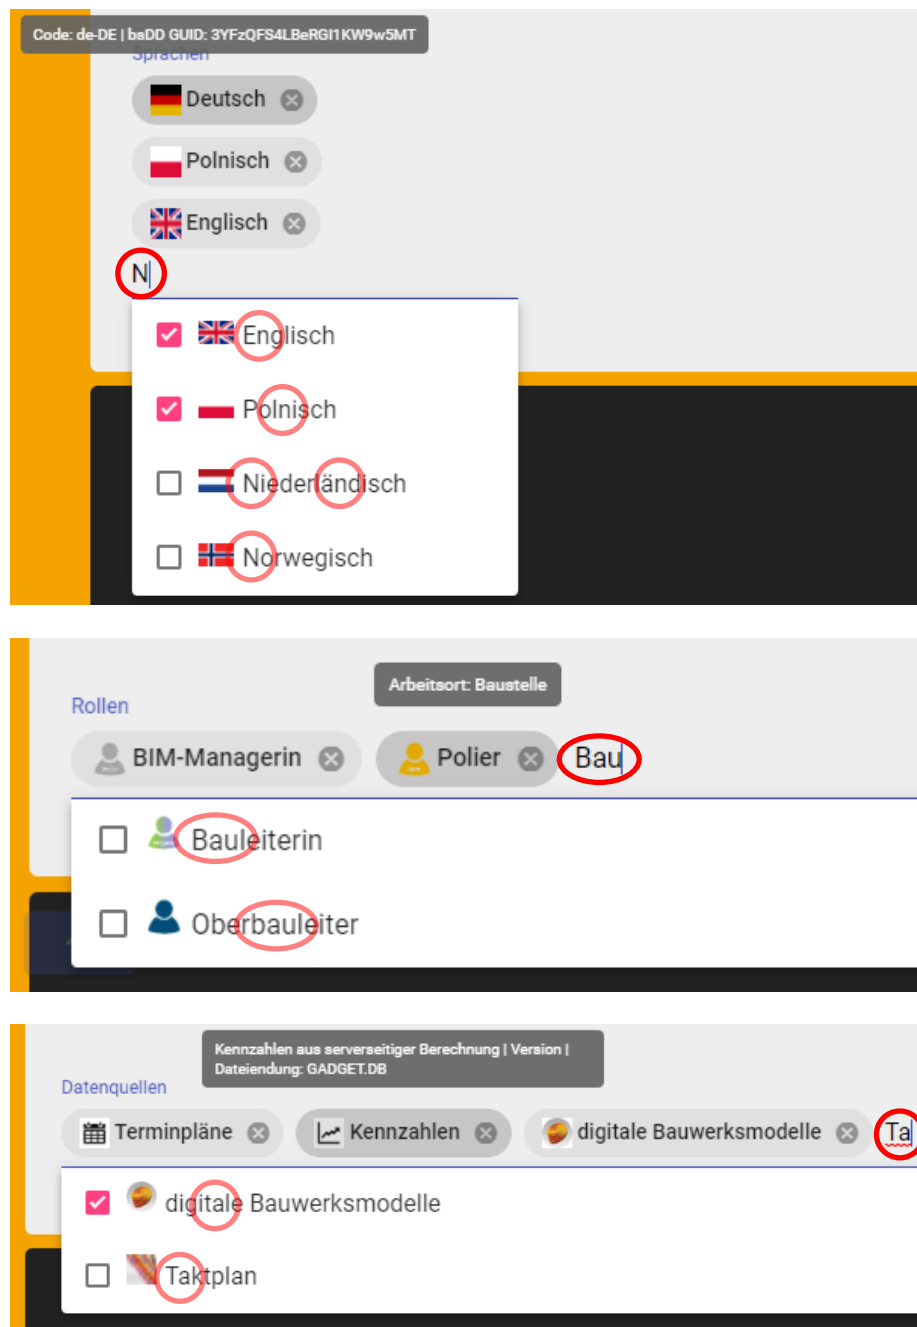 Code: de-DE | bsDD GUID: 3YFzQFS4LBeRGI1KW9w5MT
Sprachen
Deutsch
Polnisch
Englisch
N
Englisch
Polnisch
Niederländisch
Norwegisch
Arbeitsort: Baustelle
Rollen
BIM-Managerin Polier Bau
Bauleiterin
Oberbauleiter
Kennzahlen aus serverseitiger Berechnung | Version |
Dateiendung: GADGET.DB
Datenquellen
Terminpläne Kennzahlen digitale Bauwerksmodelle Ta
digitale Bauwerksmodelle
Taktplan